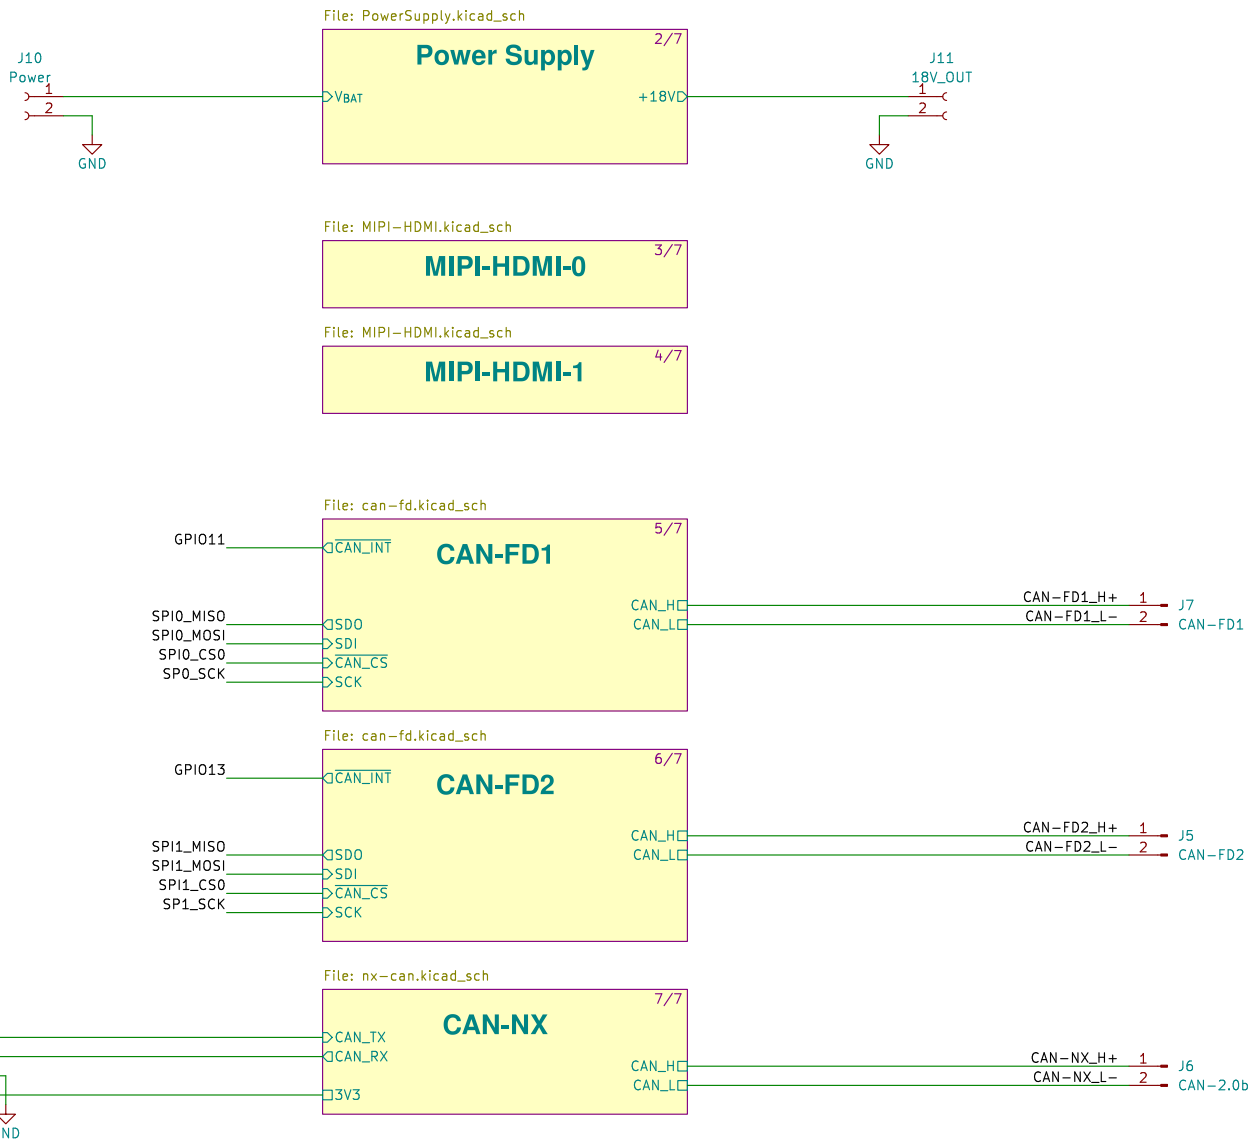 File: PowerSupply.kicad_sch
2/7
Power Supply
J10
Power
1
2
GND
VBAT
+18V
J11
18V_OUT
1
2
GND
File: MIPI-HDMI.kicad_sch
3/7
MIPI-HDMI-0
File: MIPI-HDMI.kicad_sch
4/7
MIPI-HDMI-1
File: can-fd.kicad_sch
5/7
CAN-FD1
GPIO11
CAN_INT
SPI0_MISO
SDO
SPI0_MOSI
SDI
SPI0_CS0
CAN_CS
SP0_SCK
SCK
CAN_H
CAN_L
CAN-FD1_H+
1
J7
CAN-FD1_L-
2
CAN-FD1
File: can-fd.kicad_sch
6/7
CAN-FD2
GPIO13
CAN_INT
SPI1_MISO
SDO
SPI1_MOSI
SDI
SPI1_CS0
CAN_CS
SP1_SCK
SCK
CAN_H
CAN_L
CAN-FD2_H+
1
J5
CAN-FD2_L-
2
CAN-FD2
File: nx-can.kicad_sch
7/7
CAN-NX
CAN_TX
CAN_RX
3V3
CAN_H
CAN_L
CAN-NX_H+
1
J6
CAN-NX_L-
2
CAN-2.0b
ND